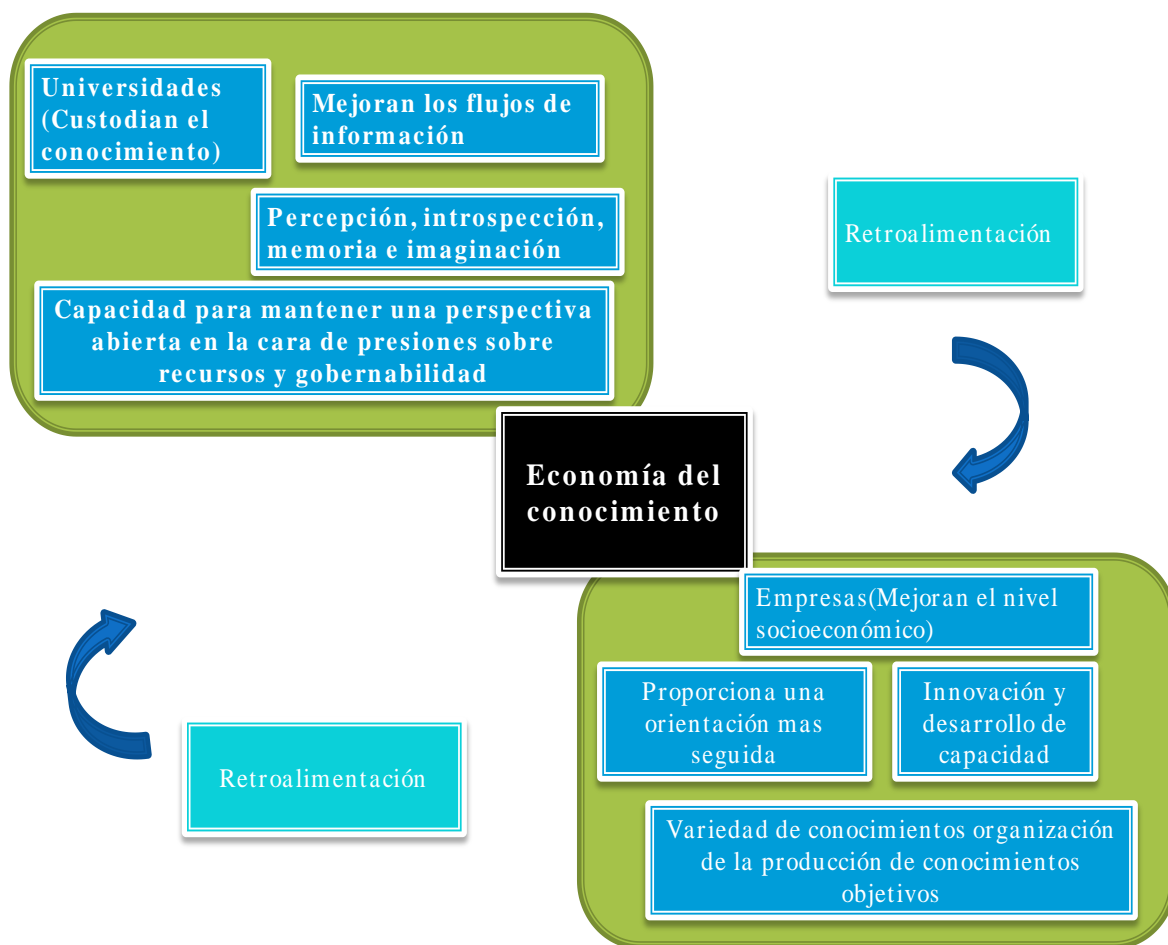 Universidades
(Custodian el
conocimiento)
Mejoran los flujos de
información
Percepción, introspección,
memoria e imaginación
Capacidad para mantener una perspectiva
abierta en la cara de presiones sobre
recursos y gobernabilidad
Retroalimentación
Economía del
conocimiento
Empresas(Mejoran el nivel
socioeconómico)
Proporciona una
orientación mas
seguida
Innovación y
desarrollo de
capacidad
Retroalimentación
Variedad de conocimientos organización
de la producción de conocimientos
objetivos